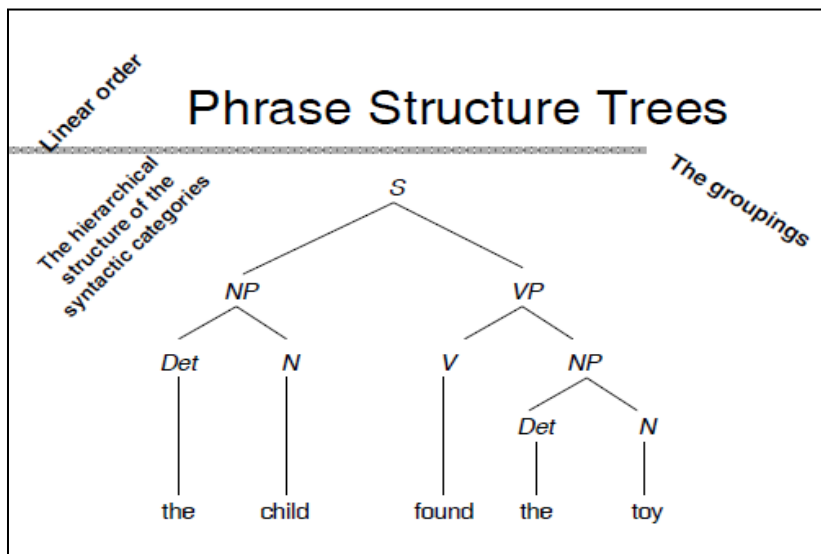 Linear order
Phrase Structure Trees
The hierarchical
structure of the
syntactic categories
The groupings
S
NP VP
Det N V NP
Det N
the child found the toy